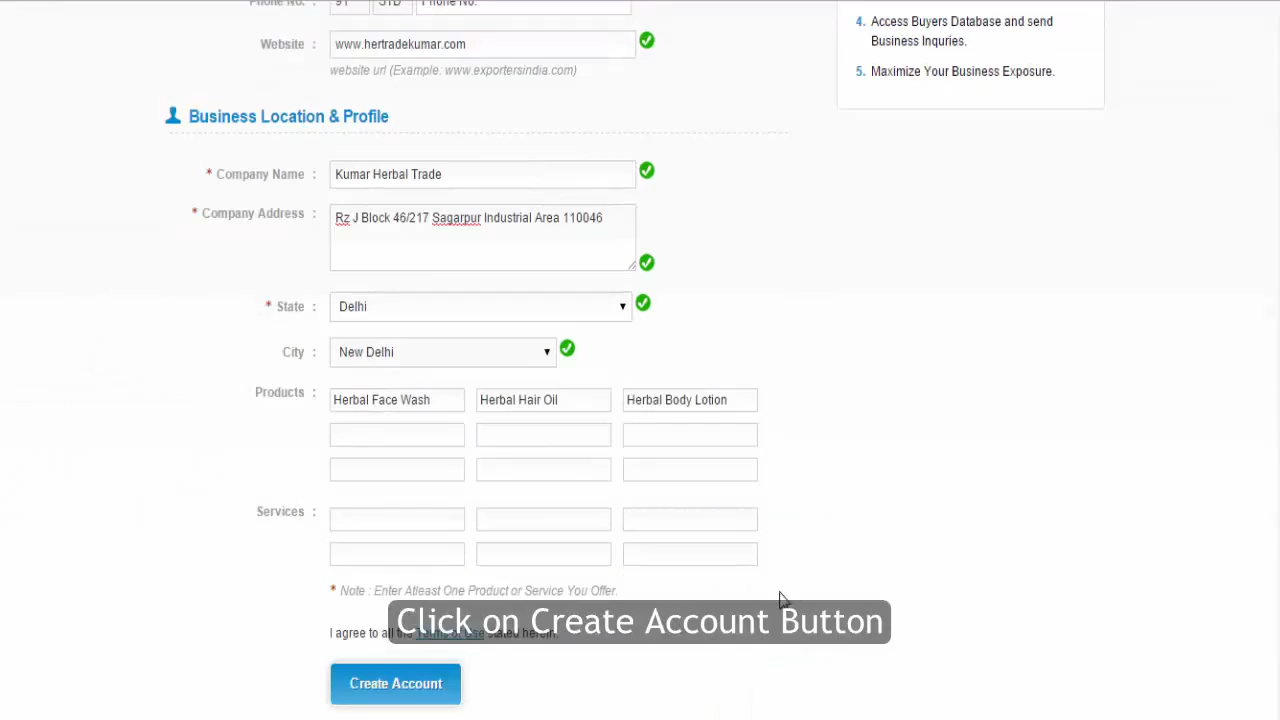 Phone No. : 91 STD Phone No.
4. Access Buyers Database and send
Business Inquries.
Website : www.hertradekumar.com
website url (Example: www.exportersindia.com)
5. Maximize Your Business Exposure.
Business Location & Profile
* Company Name : Kumar Herbal Trade
* Company Address : Rz J Block 46/217 Sagarpur Industrial Area 110046
* State : Delhi
City : New Delhi
Products : Herbal Face Wash Herbal Hair Oil Herbal Body Lotion
Services :
* Note : Enter Atleast One Product or Service You Offer.
Click on Create Account Button
I agree to all the Terms of Use stated herein.
Create Account